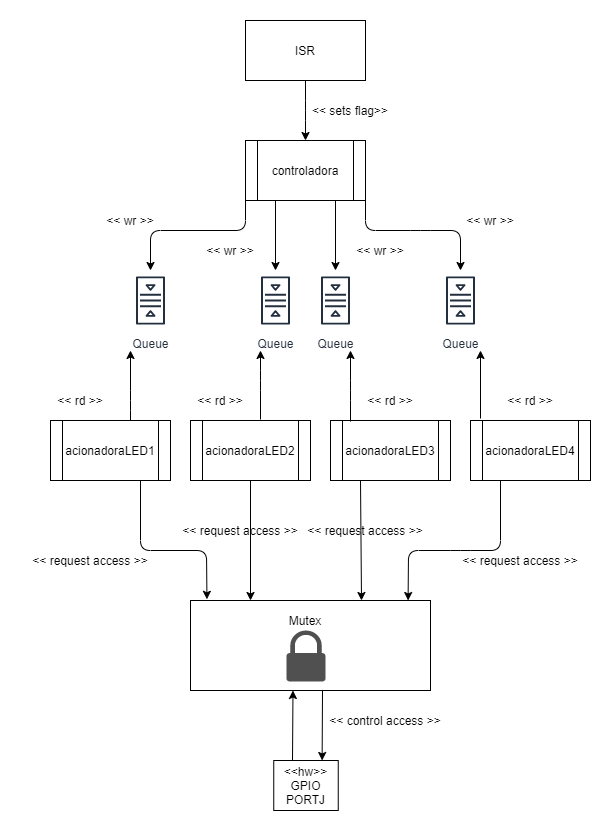 ISR
<< sets flag>>
controladora
<< wr >>
<< wr >>
<< wr >>
<< wr >>
Queue
Queue
Queue
Queue
<< rd >>
<< rd >>
<< rd >>
<< rd >>
acionadoraLED1
acionadoraLED2
acionadoraLED3
acionadoraLED4
<< request access >>
<< request access >>
<< request access >>
<< request access >>
Mutex
<< control access >>
<<hw>>
GPIO
PORTJ